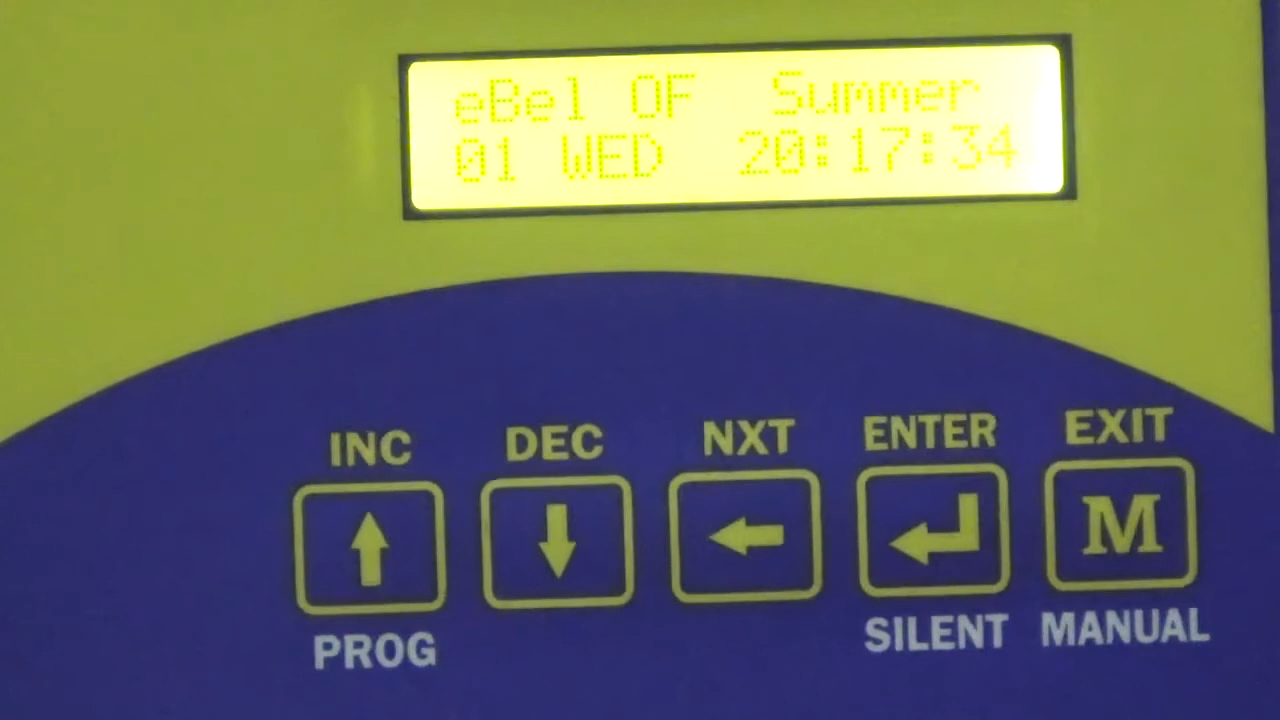 eBel OF Summer
01 WED 20:17:34
INC DEC NXT ENTER EXIT
M
PROG SILENT MANUAL